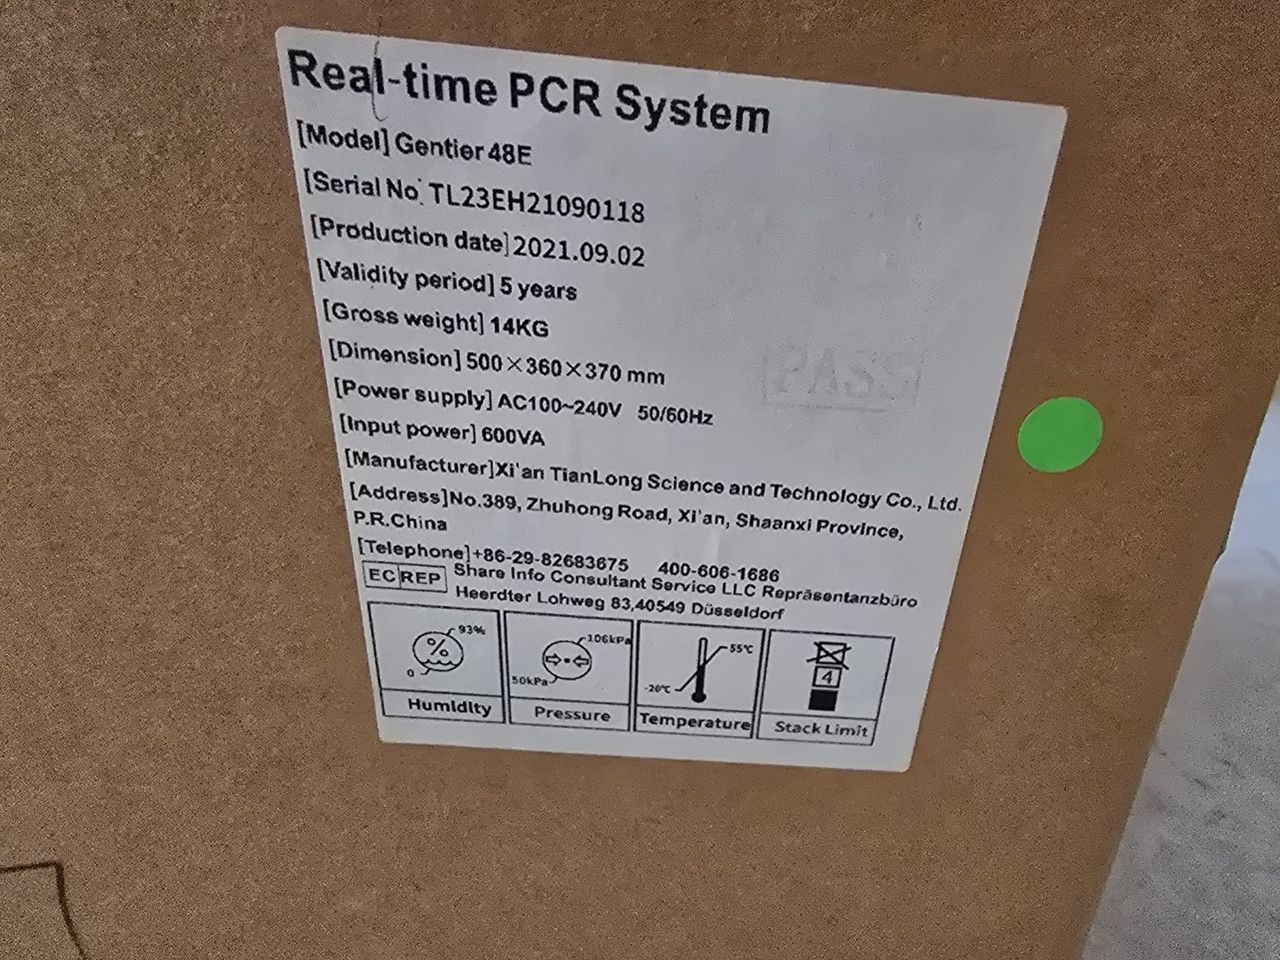 Real-time PCR System
[Model] Gentier 48E
[Serial No. TL23EH21090118
[Production date] 2021.09.02
[Validity period] 5 years
[Gross weight] 14KG
[Dimension] 500×360×370 mm
[Power supply] AC100~240V 50/60Hz
[Input power] 600VA
[Manufacturer]Xi'an TianLong Science and Technology Co., Ltd.
[Address]No.389, Zhuhong Road, Xi'an, Shaanxi Province,
P.R.China
[Telephone]+86-29-82683675 400-606-1686
EC REP Share Info Consultant Service LLC Repräsentanzbüro
Heerdter Lohweg 83,40549 Düsseldorf
PASS
93%
%
0
Humidity
106kPa
50kPa
Pressure
55℃
-20℃
Temperature
4
Stack Limit